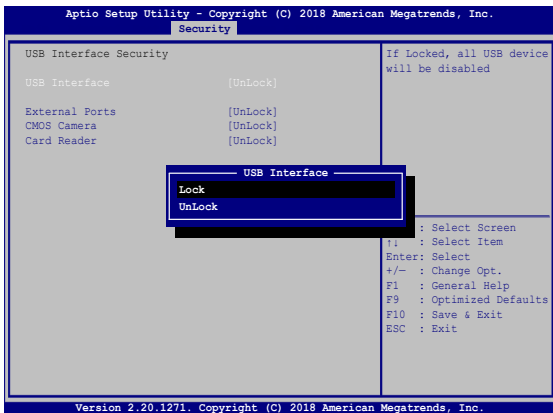 Aptio Setup Utility - Copyright (C) 2018 American Megatrends, Inc.
Security
USB Interface Security
USB Interface [UnLock]
External Ports [UnLock]
CMOS Camera [UnLock]
Card Reader [UnLock]
If Locked, all USB device
will be disabled
USB Interface
Lock
UnLock
: Select Screen
↑↓ : Select Item
Enter: Select
+/— : Change Opt.
F1 : General Help
F9 : Optimized Defaults
F10 : Save & Exit
ESC : Exit
Version 2.20.1271. Copyright (C) 2018 American Megatrends, Inc.